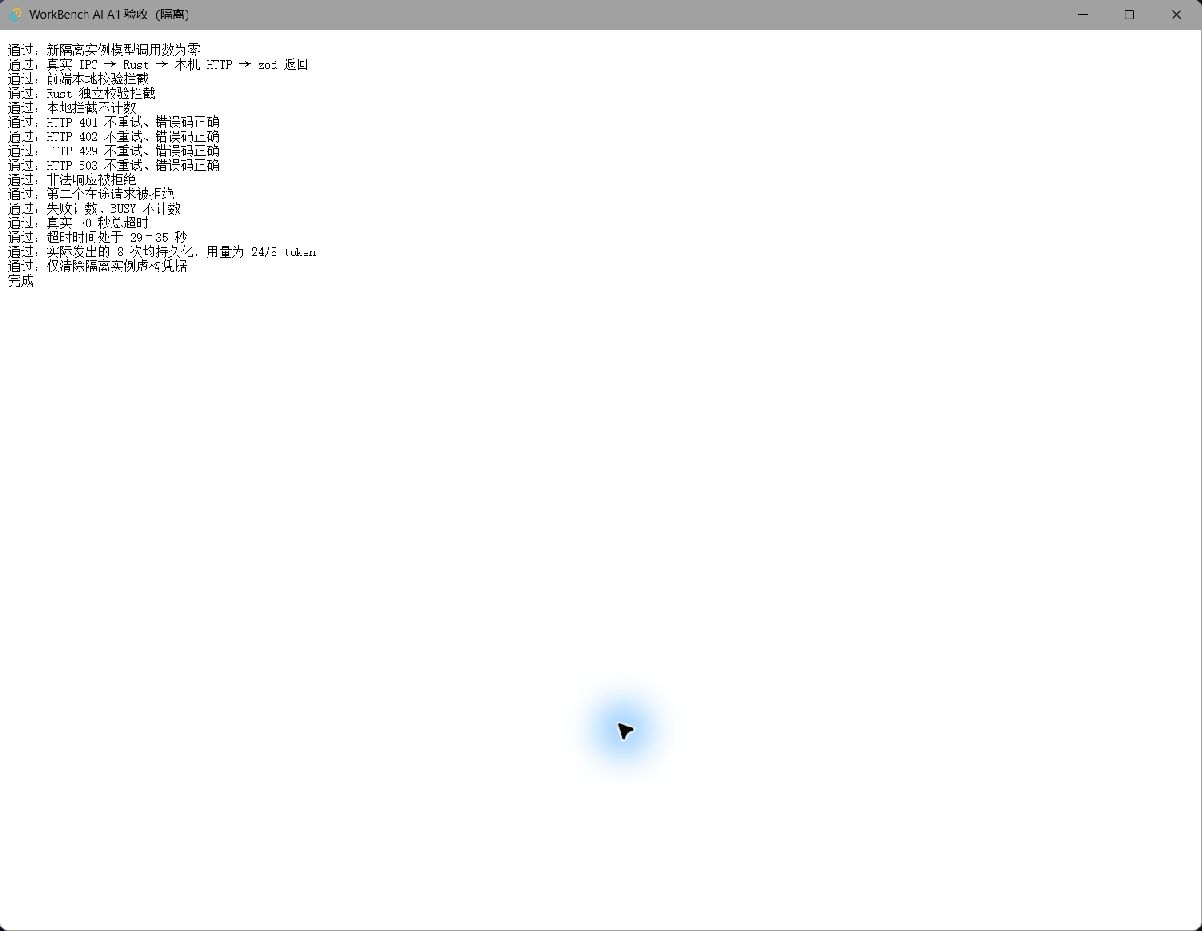 WorkBench AI A1 验收 (隔离)
通过：新隔离实例模型调用数为零
通过：真实 IPC → Rust → 本机 HTTP → zod 返回
通过：前端本地校验拦截
通过：Rust 独立校验拦截
通过：本地拦截不计数
通过：HTTP 401 不重试、错误码正确
通过：HTTP 402 不重试、错误码正确
通过：HTTP 429 不重试、错误码正确
通过：HTTP 503 不重试、错误码正确
通过：非法响应被拒绝
通过：第二个在途请求被拒绝
通过：失败计数，BUSY 不计数
通过：真实 秒总超时
通过：超时时间处于 29–35 秒
通过：实际发出的 8 次均持久化，用量为 token
通过：仅清除隔离实例虚构凭据
完成